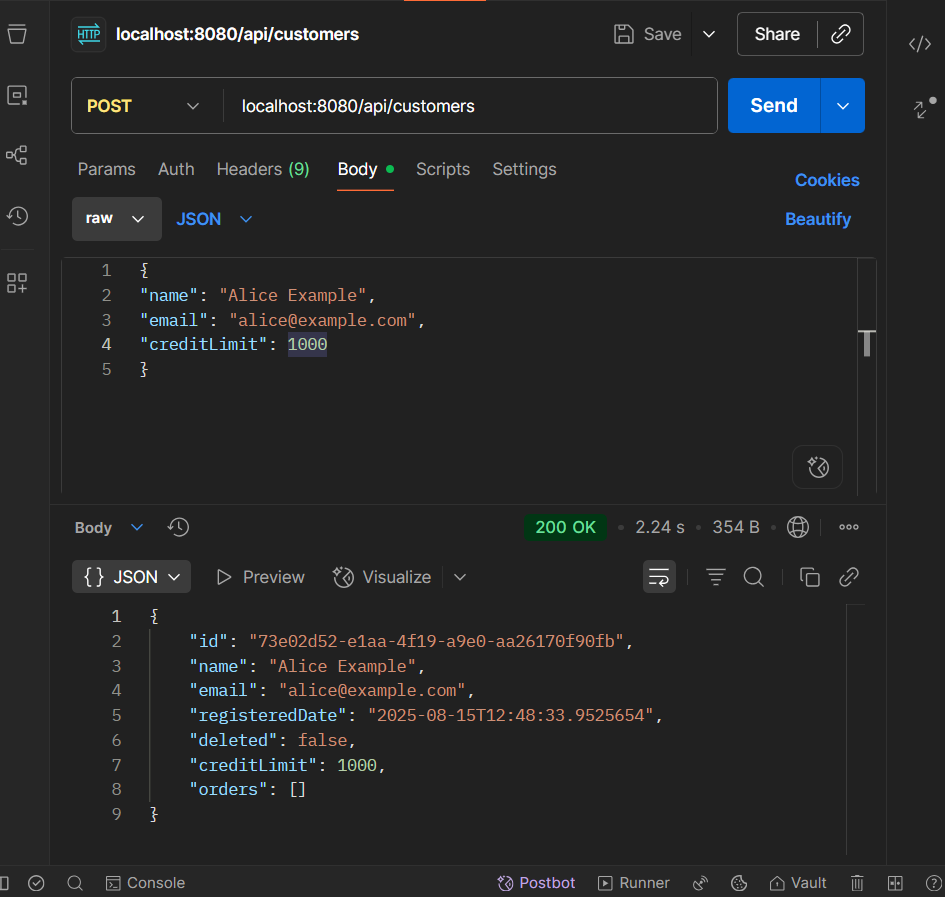 HTTP localhost:8080/api/customers Save Share
POST localhost:8080/api/customers Send
Params Auth Headers (9) Body Scripts Settings Cookies
raw JSON Beautify
1 {
2 "name": "Alice Example",
3 "email": "alice@example.com",
4 "creditLimit": 1000
5 }
Body 200 OK 2.24 s 354 B
{} JSON Preview Visualize
1 {
2 "id": "73e02d52-e1aa-4f19-a9e0-aa26170f90fb",
3 "name": "Alice Example",
4 "email": "alice@example.com",
5 "registeredDate": "2025-08-15T12:48:33.9525654",
6 "deleted": false,
7 "creditLimit": 1000,
8 "orders": []
9 }
Console Postbot Runner Vault